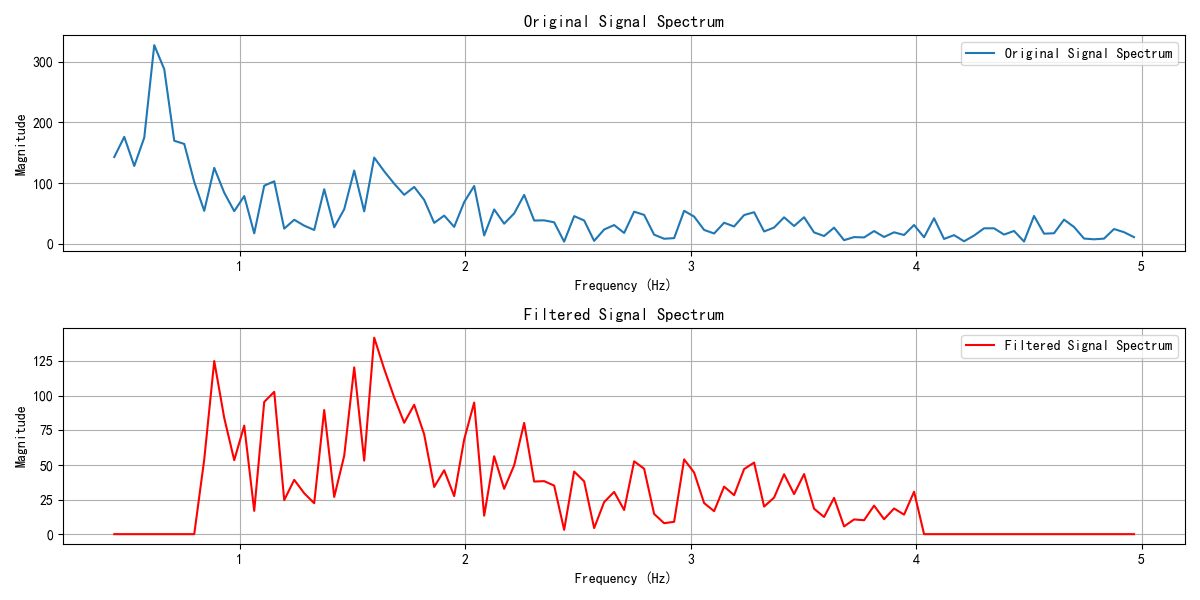 Original Signal Spectrum
Original Signal Spectrum
300
200
100
0
Magnitude
1 2 3 4 5
Frequency (Hz)
Filtered Signal Spectrum
Filtered Signal Spectrum
125
100
75
50
25
0
Magnitude
1 2 3 4 5
Frequency (Hz)